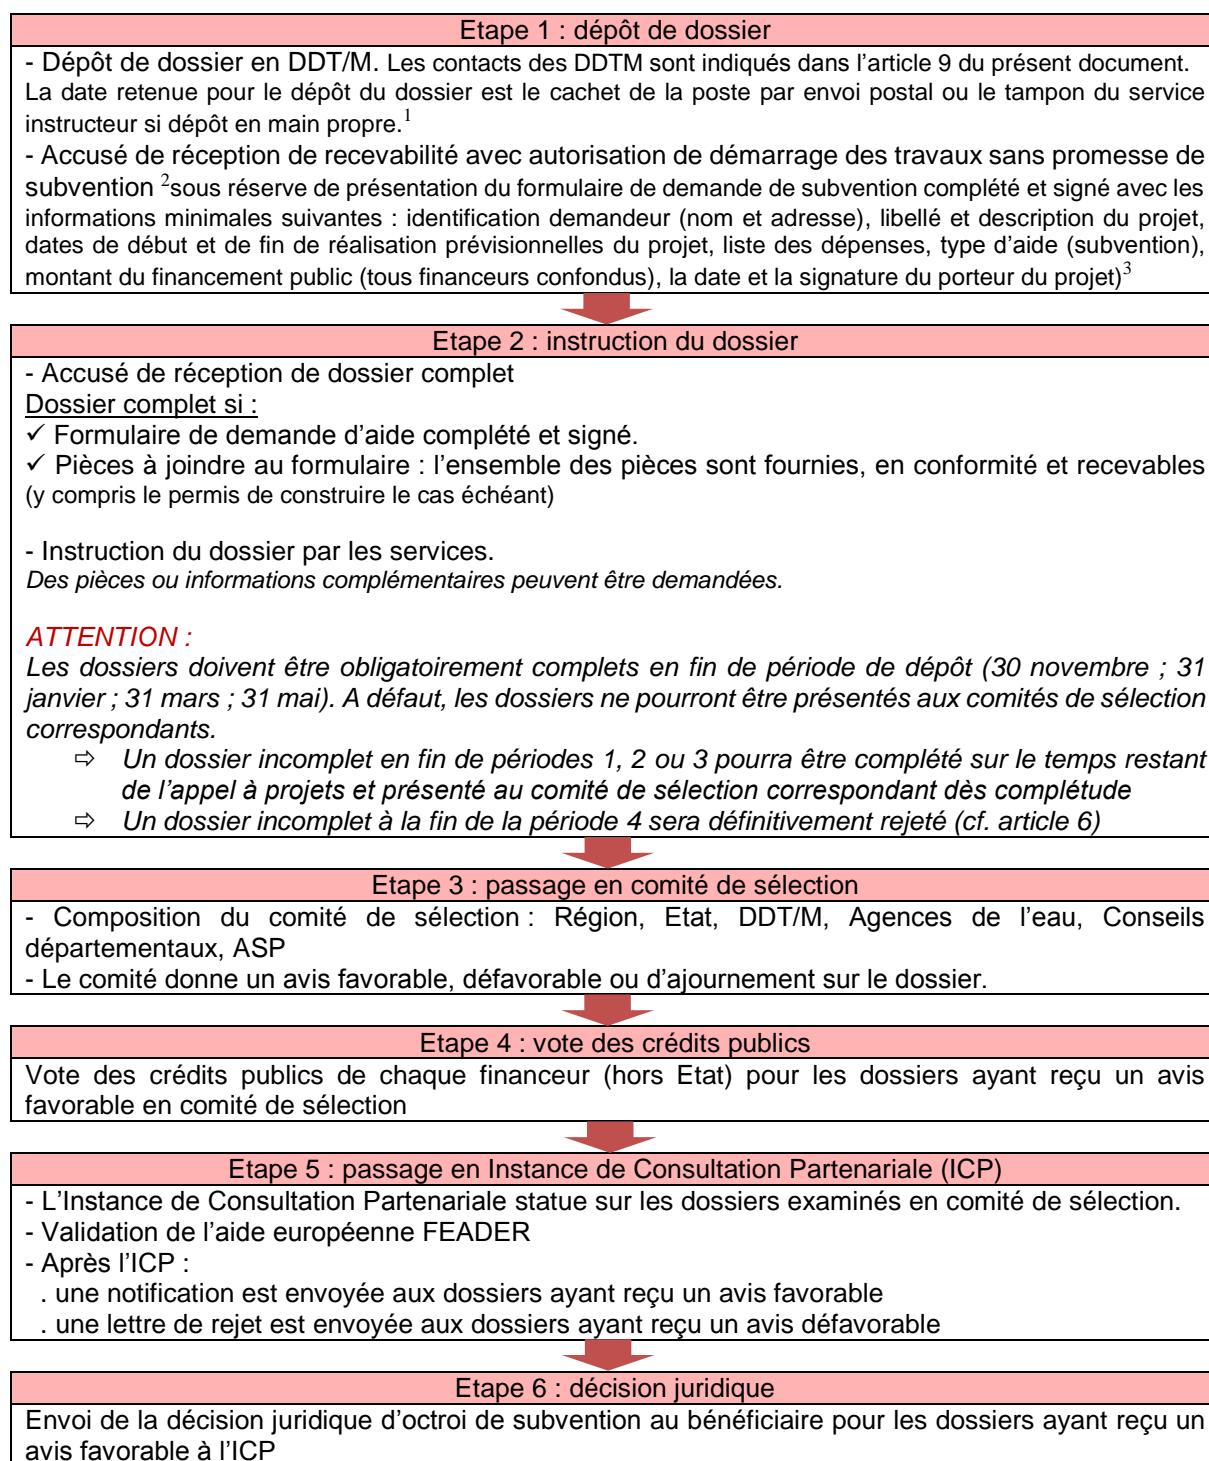 Etape 1 : dépôt de dossier
- Dépôt de dossier en DDT/M. Les contacts des DDTM sont indiqués dans l’article 9 du présent document.
La date retenue pour le dépôt du dossier est le cachet de la poste par envoi postal ou le tampon du service
instructeur si dépôt en main propre.1
- Accusé de réception de recevabilité avec autorisation de démarrage des travaux sans promesse de
subvention 2sous réserve de présentation du formulaire de demande de subvention complété et signé avec les
informations minimales suivantes : identification demandeur (nom et adresse), libellé et description du projet,
dates de début et de fin de réalisation prévisionnelles du projet, liste des dépenses, type d’aide (subvention),
montant du financement public (tous financeurs confondus), la date et la signature du porteur du projet)3
Etape 2 : instruction du dossier
- Accusé de réception de dossier complet
Dossier complet si :
✓ Formulaire de demande d’aide complété et signé.
✓ Pièces à joindre au formulaire : l’ensemble des pièces sont fournies, en conformité et recevables
(y compris le permis de construire le cas échéant)
- Instruction du dossier par les services.
Des pièces ou informations complémentaires peuvent être demandées.
ATTENTION :
Les dossiers doivent être obligatoirement complets en fin de période de dépôt (30 novembre ; 31
janvier ; 31 mars ; 31 mai). A défaut, les dossiers ne pourront être présentés aux comités de sélection
correspondants.
⇨ Un dossier incomplet en fin de périodes 1, 2 ou 3 pourra être complété sur le temps restant
de l’appel à projets et présenté au comité de sélection correspondant dès complétude
⇨ Un dossier incomplet à la fin de la période 4 sera définitivement rejeté (cf. article 6)
Etape 3 : passage en comité de sélection
- Composition du comité de sélection : Région, Etat, DDT/M, Agences de l’eau, Conseils
départementaux, ASP
- Le comité donne un avis favorable, défavorable ou d’ajournement sur le dossier.
Etape 4 : vote des crédits publics
Vote des crédits publics de chaque financeur (hors Etat) pour les dossiers ayant reçu un avis
favorable en comité de sélection
Etape 5 : passage en Instance de Consultation Partenariale (ICP)
- L’Instance de Consultation Partenariale statue sur les dossiers examinés en comité de sélection.
- Validation de l’aide européenne FEADER
- Après l’ICP :
. une notification est envoyée aux dossiers ayant reçu un avis favorable
. une lettre de rejet est envoyée aux dossiers ayant reçu un avis défavorable
Etape 6 : décision juridique
Envoi de la décision juridique d’octroi de subvention au bénéficiaire pour les dossiers ayant reçu un
avis favorable à l’ICP